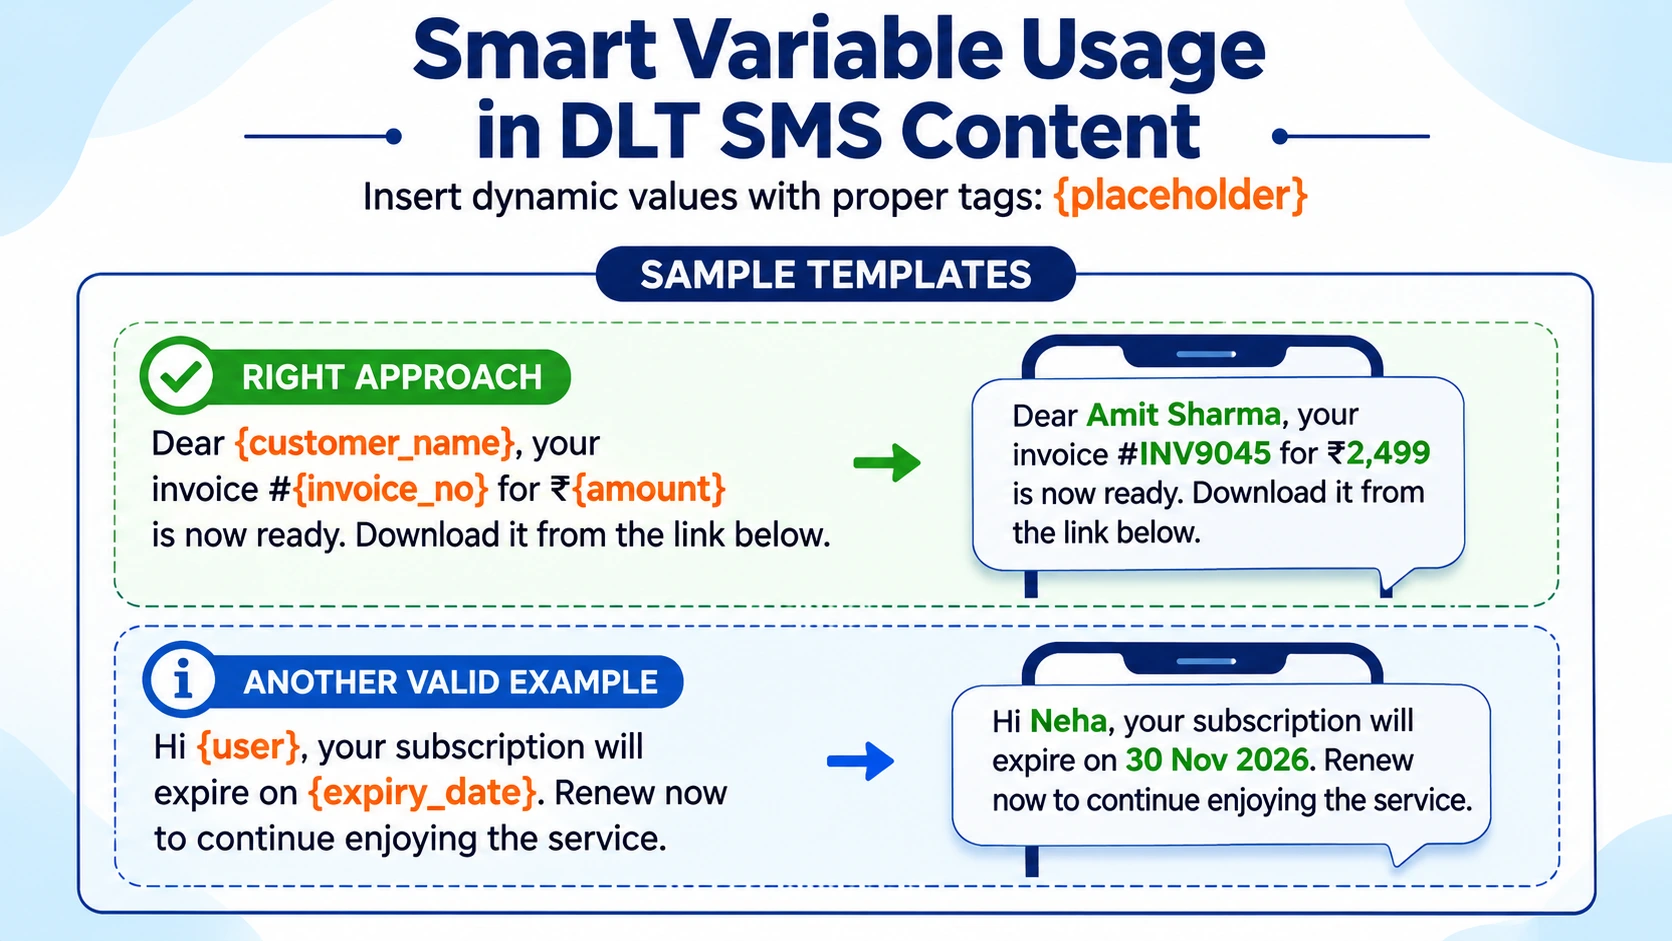 Smart Variable Usage
in DLT SMS Content
Insert dynamic values with proper tags: {placeholder}
SAMPLE TEMPLATES
RIGHT APPROACH
Dear {customer_name}, your
invoice #{invoice_no} for ₹{amount}
is now ready. Download it from the link below.
Dear Amit Sharma, your
invoice #INV9045 for ₹2,499
is now ready. Download it from
the link below.
ANOTHER VALID EXAMPLE
Hi {user}, your subscription will
expire on {expiry_date}. Renew now
to continue enjoying the service.
Hi Neha, your subscription will
expire on 30 Nov 2026. Renew
now to continue enjoying the service.